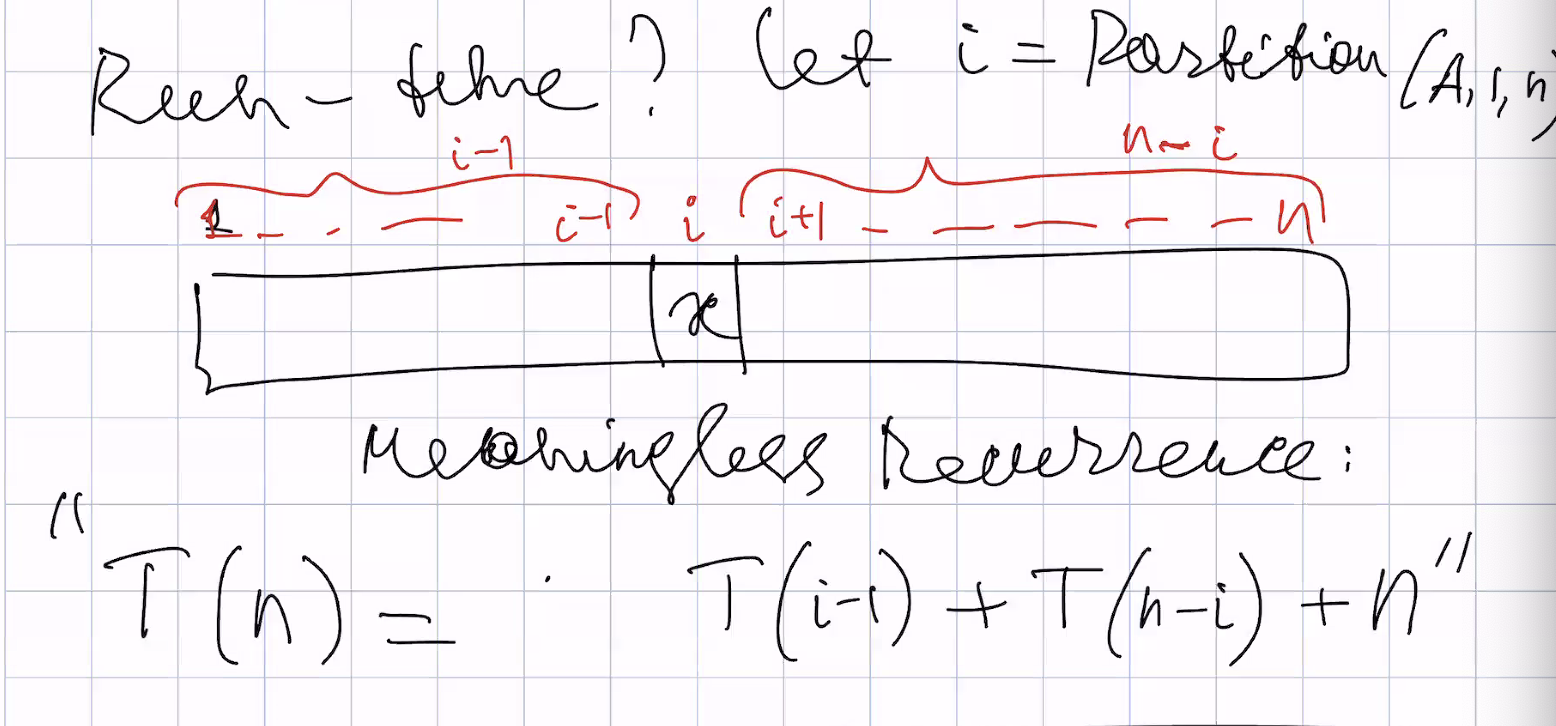 Run-time? Let i = Partition (A, 1, n)
i-1 n-i
1 - - — i-1 i i+1 - — — - - n
x
Meaningless Recurrence:
"T(n) = T(i-1) + T(n-i) + n"